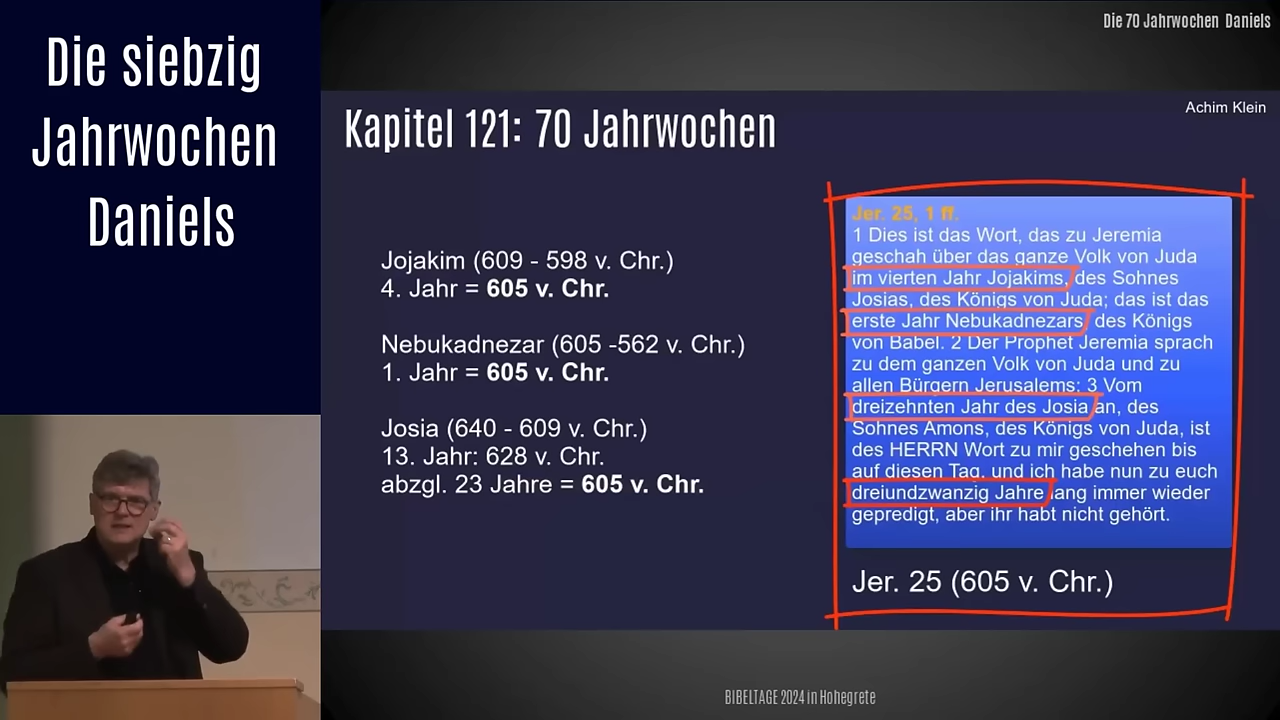 Die siebzig
Jahrwochen
Daniels
Die 70 Jahrwochen Daniels
Achim Klein
Kapitel 121: 70 Jahrwochen
Jojakim (609 - 598 v. Chr.)
4. Jahr = 605 v. Chr.
Nebukadnezar (605 -562 v. Chr.)
1. Jahr = 605 v. Chr.
Josia (640 - 609 v. Chr.)
13. Jahr: 628 v. Chr.
abzgl. 23 Jahre = 605 v. Chr.
Jer. 25, 1 ff.
1 Dies ist das Wort, das zu Jeremia
geschah über das ganze Volk von Juda
im vierten Jahr Jojakims, des Sohnes
Josias, des Königs von Juda; das ist das
erste Jahr Nebukadnezars, des Königs
von Babel. 2 Der Prophet Jeremia sprach
zu dem ganzen Volk von Juda und zu
allen Bürgern Jerusalems: 3 Vom
dreizehnten Jahr des Josia an, des
Sohnes Amons, des Königs von Juda, ist
des HERRN Wort zu mir geschehen bis
auf diesen Tag, und ich habe nun zu euch
dreiundzwanzig Jahre lang immer wieder
gepredigt, aber ihr habt nicht gehört.
Jer. 25 (605 v. Chr.)
BIBELTAGE 2024 in Hohegrete